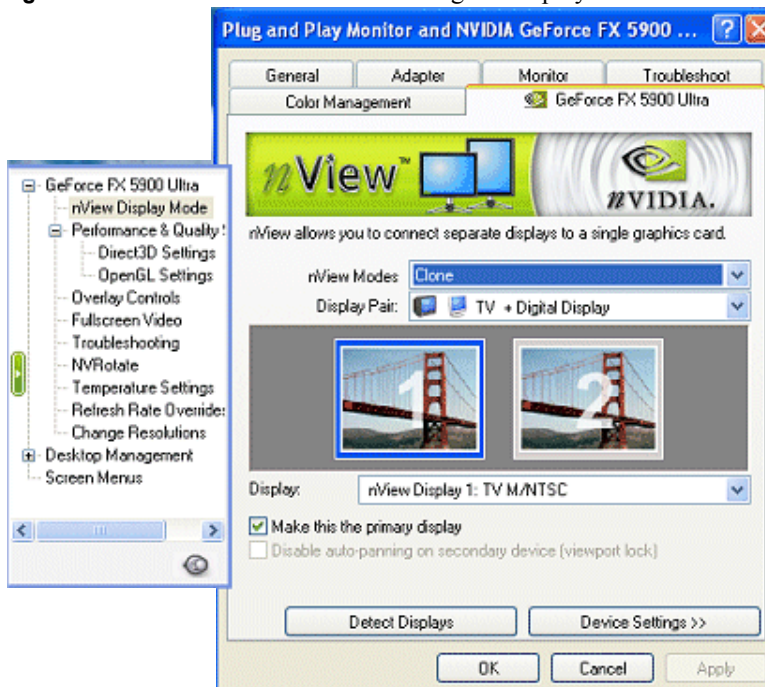 Plug and Play Monitor and NVIDIA GeForce FX 5900 ...
General Adapter Monitor Troubleshoot
Color Management GeForce FX 5900 Ultra
nView™
nVIDIA.
nView allows you to connect separate displays to a single graphics card.
nView Modes Clone
Display Pair: TV + Digital Display
1 2
Display: nView Display 1: TV M/NTSC
Make this the primary display
Disable auto-panning on secondary device (viewport lock)
Detect Displays Device Settings >>
OK Cancel Apply
GeForce FX 5900 Ultra
nView Display Mode
Performance & Quality
Direct3D Settings
OpenGL Settings
Overlay Controls
Fullscreen Video
Troubleshooting
NVRotate
Temperature Settings
Refresh Rate Overrides
Change Resolutions
Desktop Management
Screen Menus